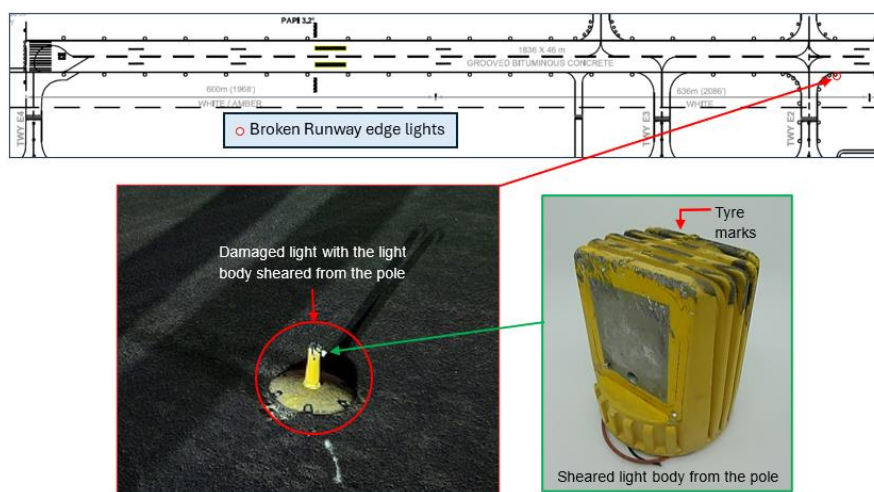 PAPI 3,2°
1836 X 46 m
GROOVED BITUMINOUS CONCRETE
600m (1968')
WHITE / AMBER
636m (2086')
WHITE
TWY E4
TWY E3
TWY E2
Broken Runway edge lights
Damaged light with the light
body sheared from the pole
Tyre
marks
Sheared light body from the pole